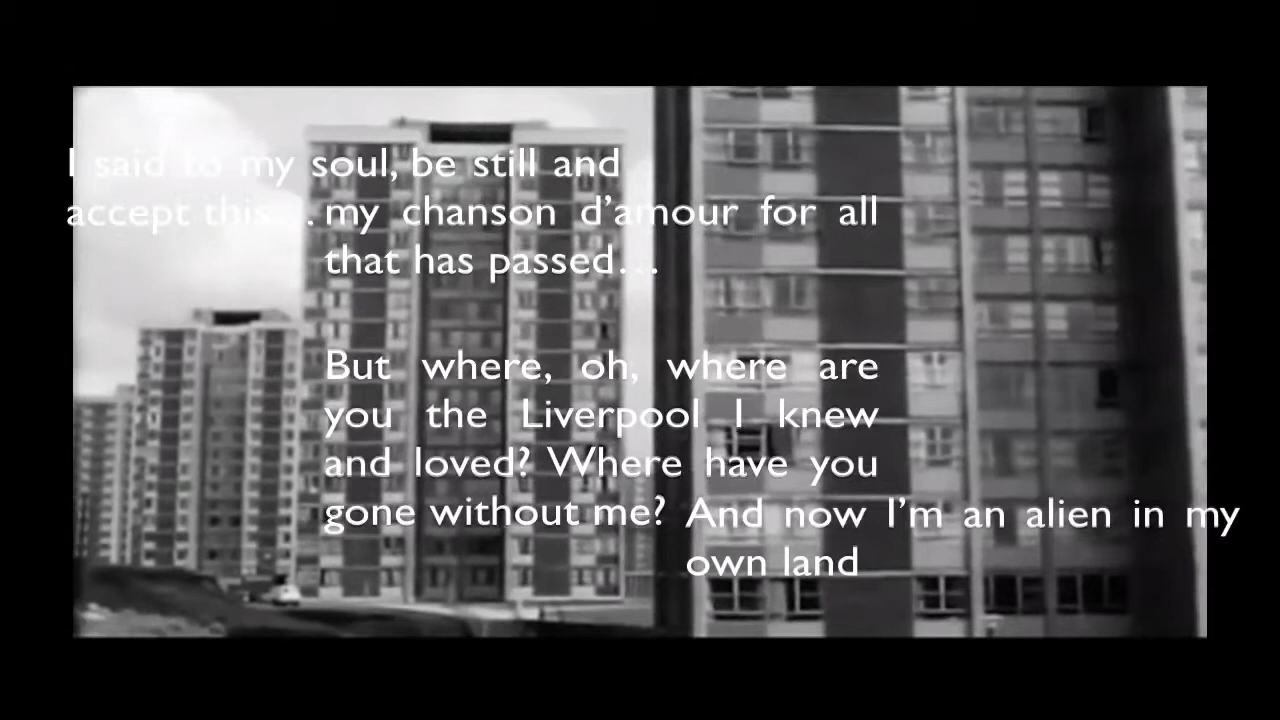 I said to my soul, be still and
accept this… my chanson d’amour for all
that has passed…
But where, oh, where are
you the Liverpool I knew
and loved? Where have you
gone without me? And now I’m an alien in my
own land